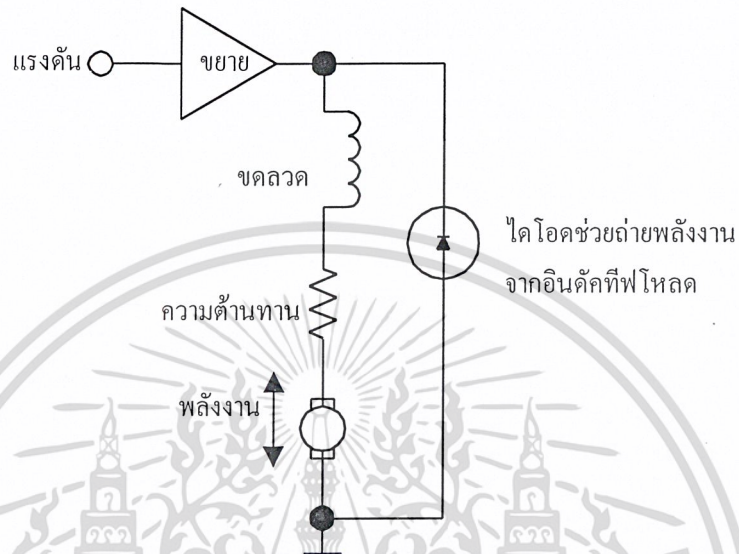 แรงดัน
ขยาย
ขดลวด
ไดโอดช่วยถ่ายพลังงาน
จากอินดัคทีฟโหลด
ความต้านทาน
พลังงาน